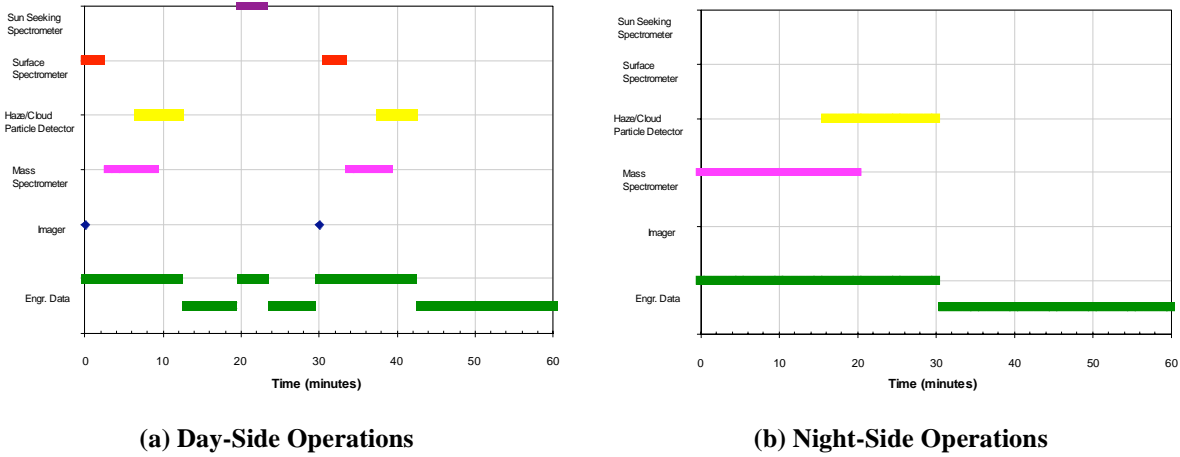 Sun Seeking
Spectrometer
Surface
Spectrometer
Haze/Cloud
Particle Detector
Mass
Spectrometer
Imager
Engr. Data
0 10 20 30 40 50 60
Time (minutes)
(a) Day-Side Operations
Sun Seeking
Spectrometer
Surface
Spectrometer
Haze/Cloud
Particle Detector
Mass
Spectrometer
Imager
Engr. Data
0 10 20 30 40 50 60
Time (minutes)
(b) Night-Side Operations